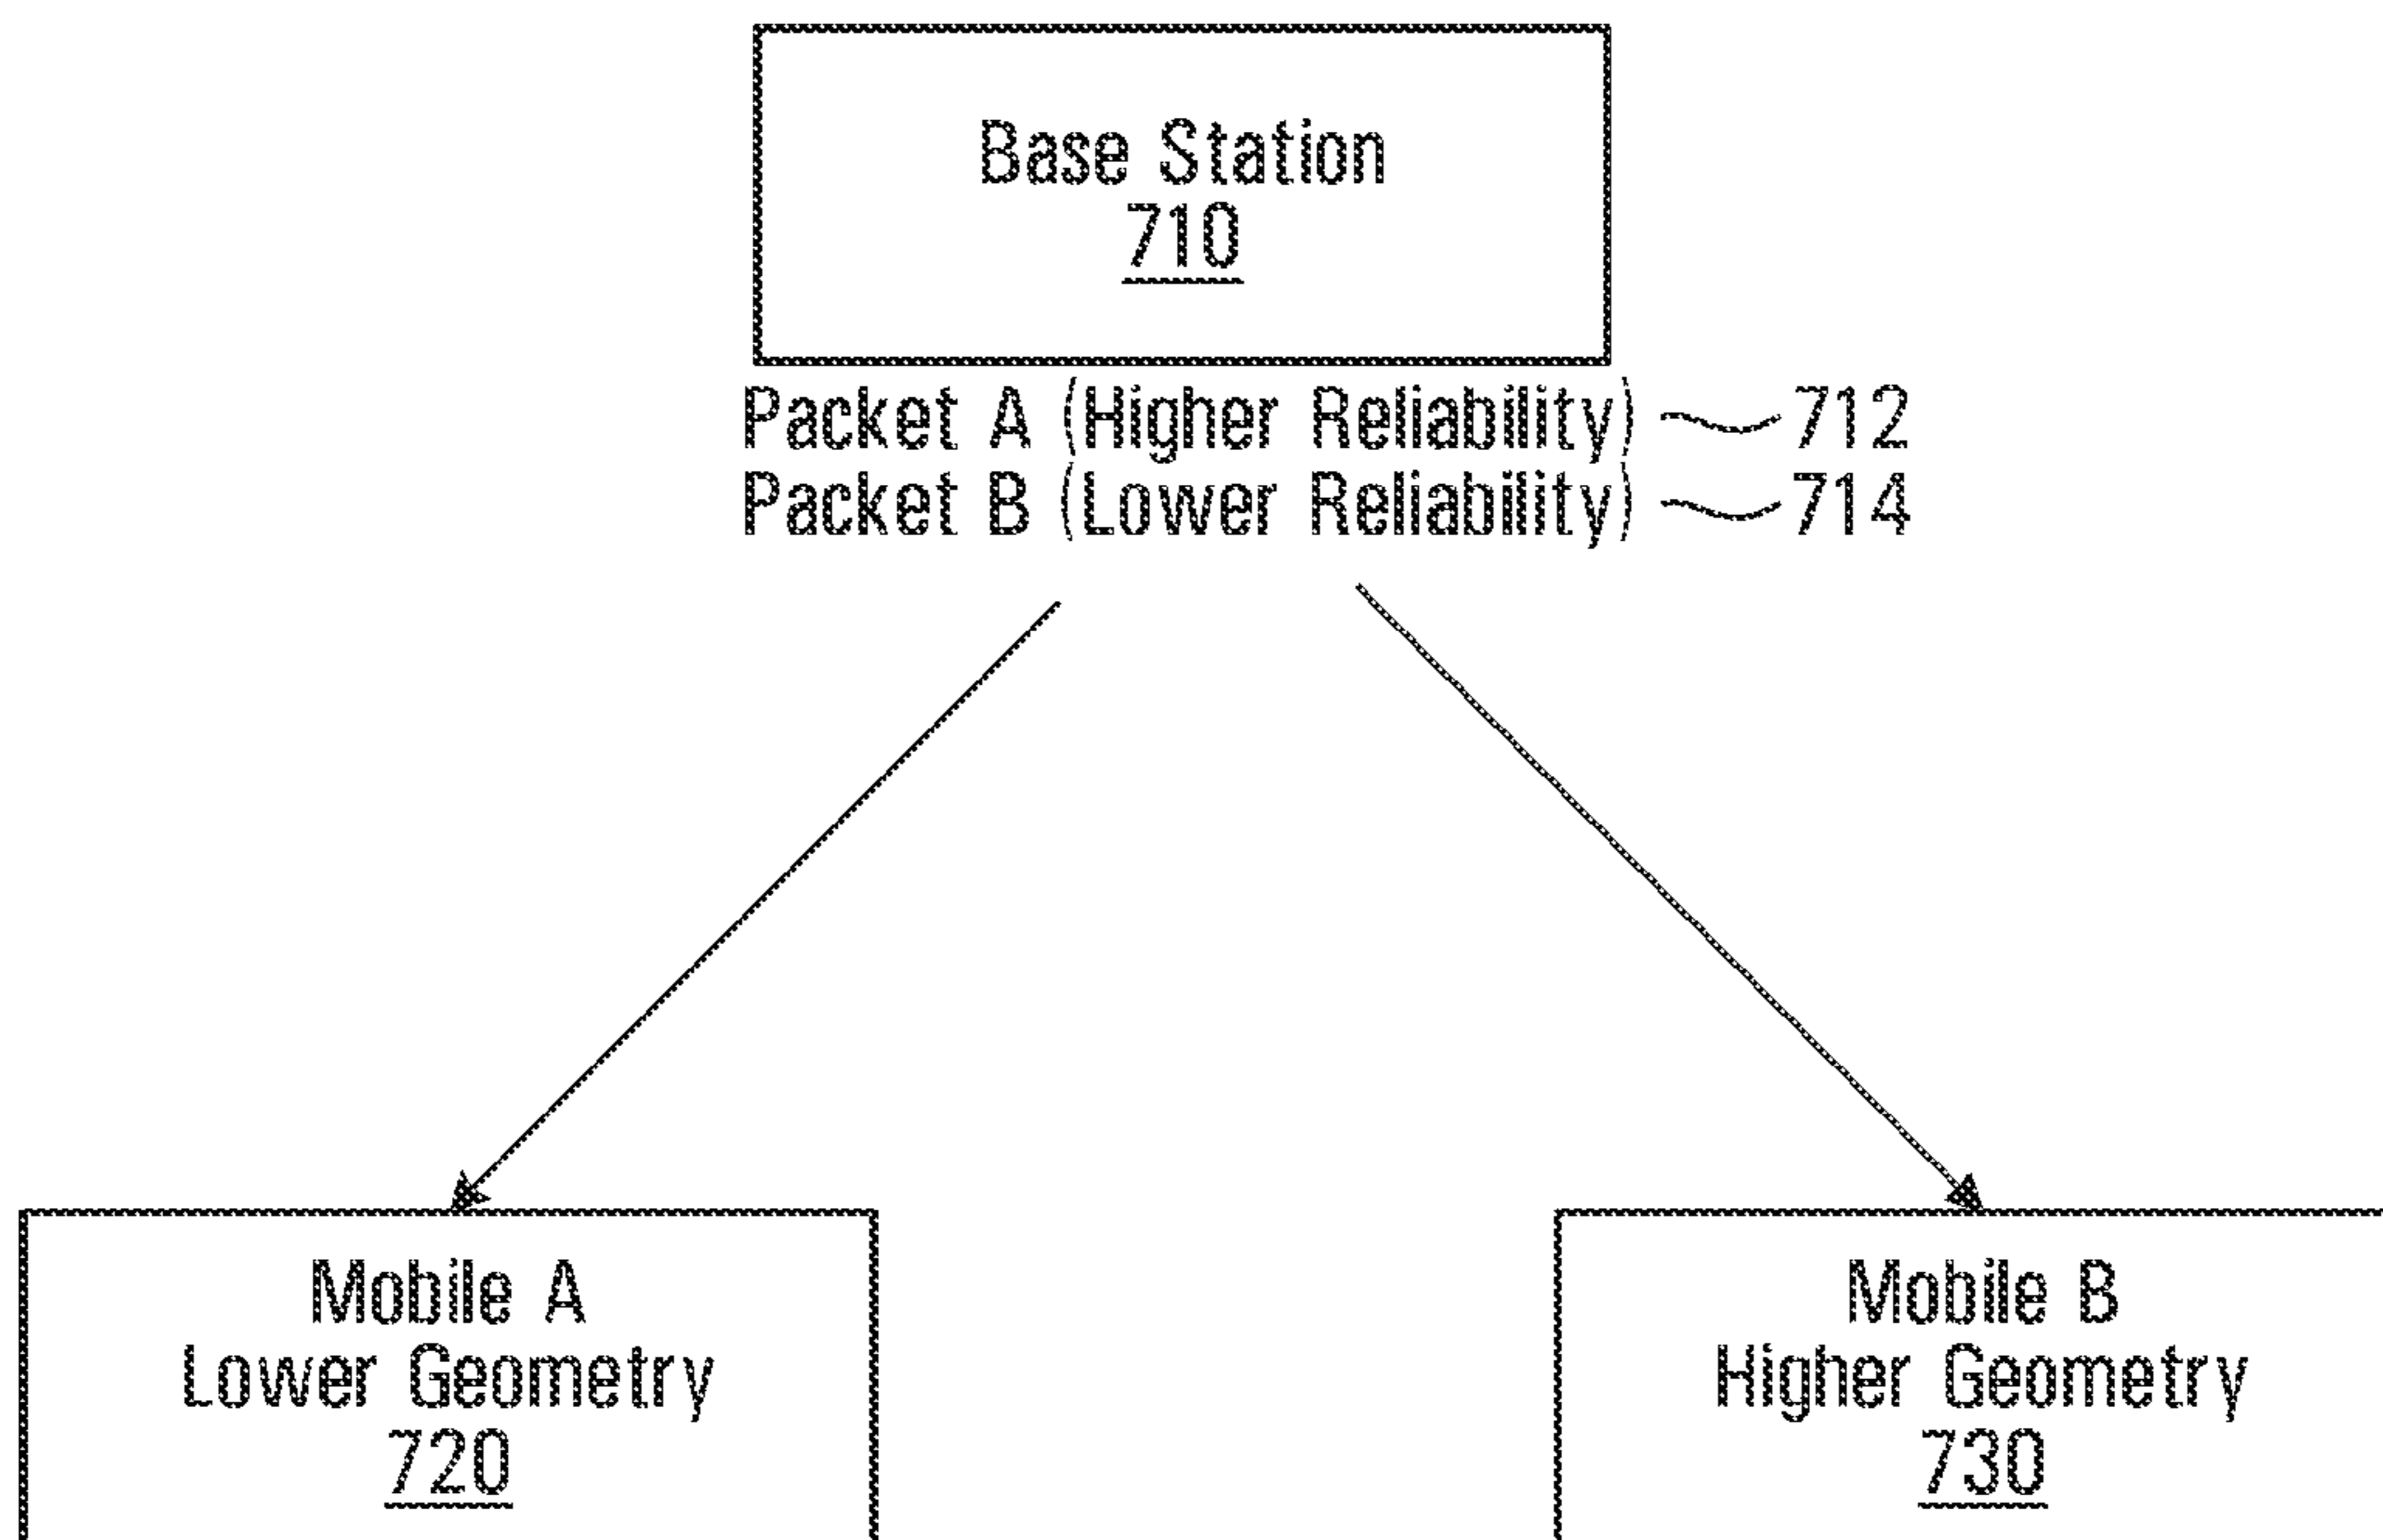 Base Station
710
Packet A (Higher Reliability) 712
Packet B (Lower Reliability) 714
Mobile A
Lower Geometry
720
Mobile B
Higher Geometry
730